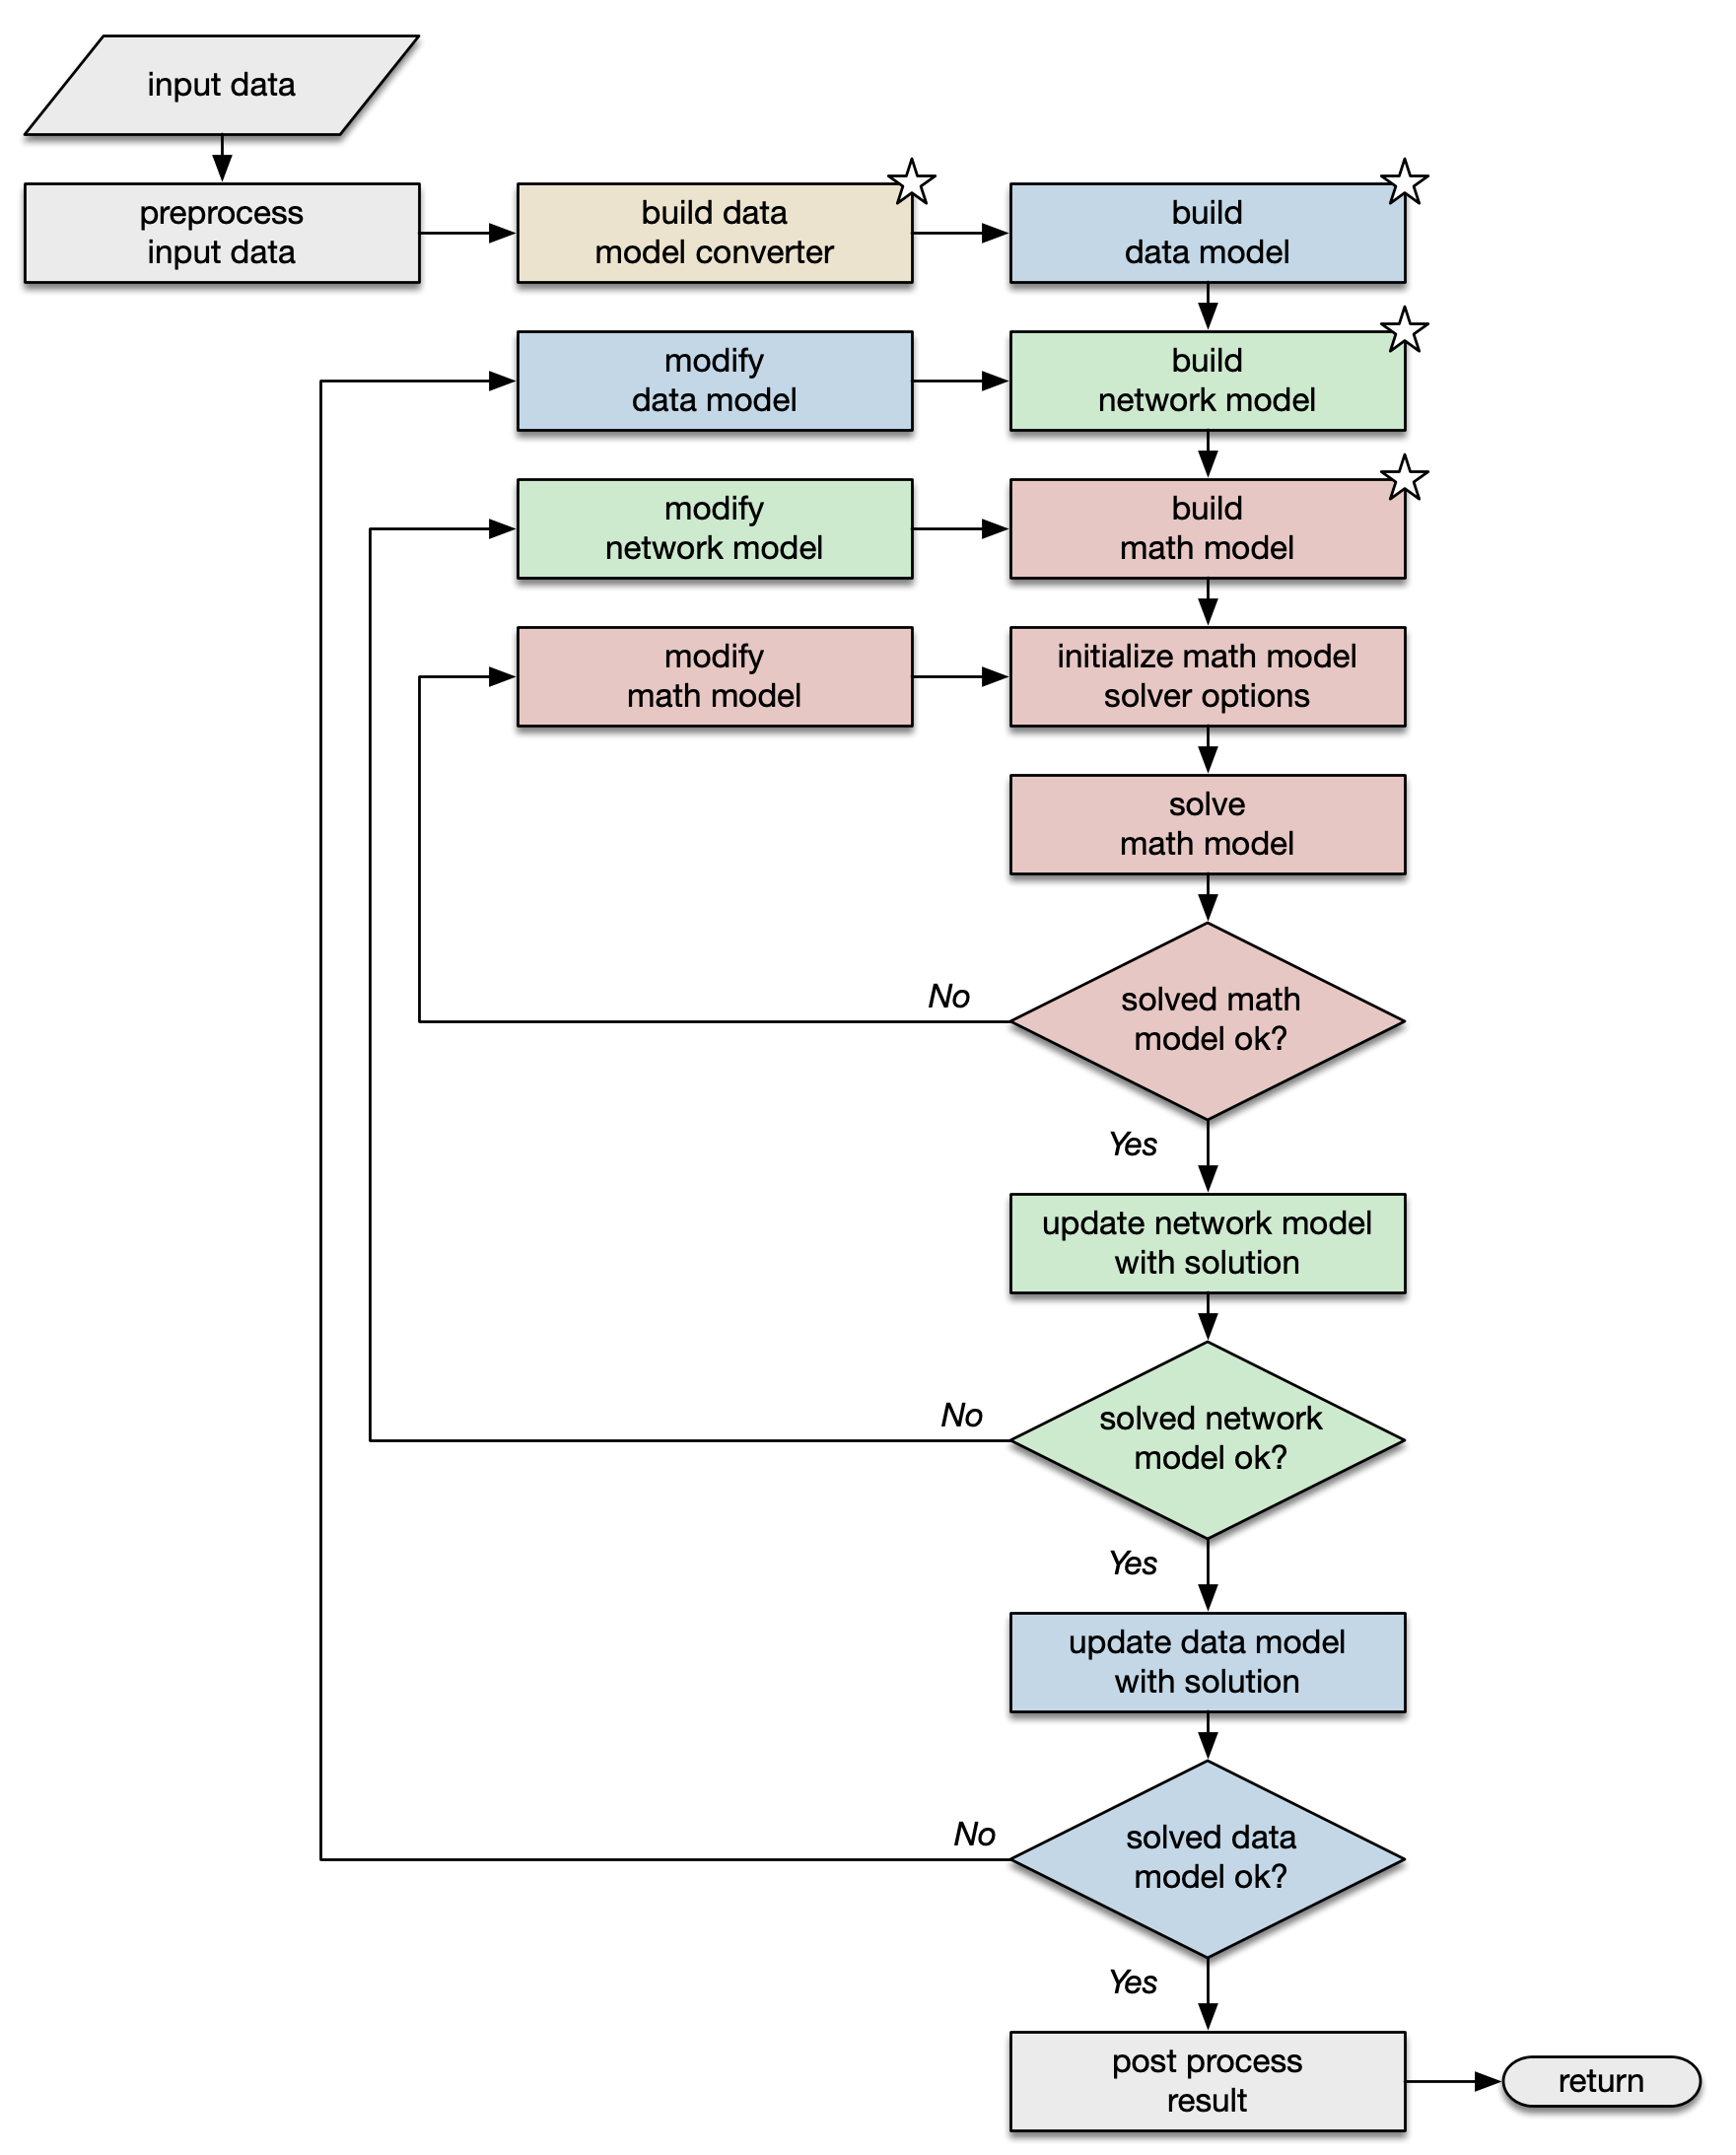 input data
preprocess
input data
build data
model converter
build
data model
modify
data model
build
network model
modify
network model
build
math model
modify
math model
initialize math model
solver options
solve
math model
solved math
model ok?
No
Yes
update network model
with solution
solved network
model ok?
No
Yes
update data model
with solution
solved data
model ok?
No
Yes
post process
result
return